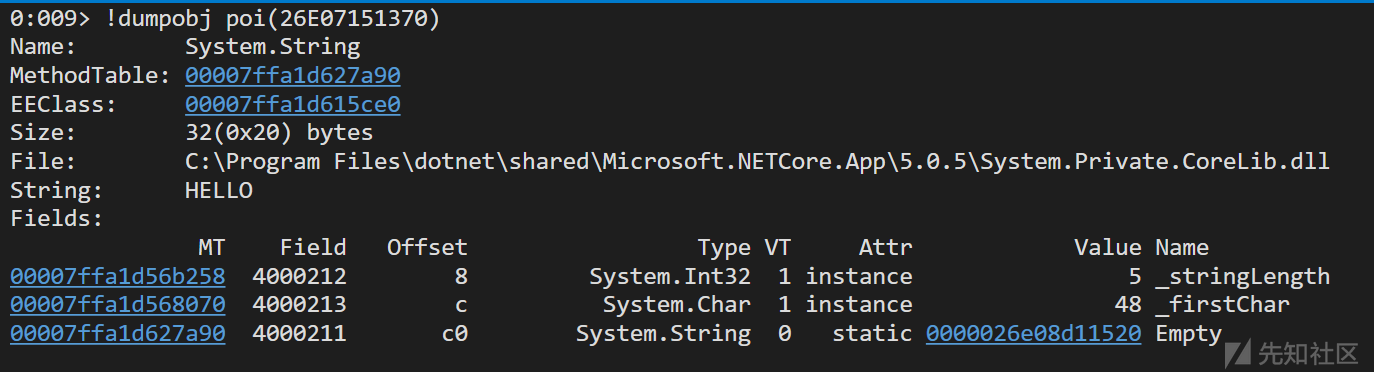 0:009> !dumpobj poi(26E07151370)
Name:        System.String
MethodTable: 00007ffa1d627a90
EEClass:     00007ffa1d615ce0
Size:        32(0x20) bytes
File:        C:\Program Files\dotnet\shared\Microsoft.NETCore.App\5.0.5\System.Private.CoreLib.dll
String:      HELLO
Fields:
              MT    Field   Offset                 Type VT     Attr            Value Name
00007ffa1d56b258  4000212        8         System.Int32  1 instance                5 _stringLength
00007ffa1d568070  4000213        c          System.Char  1 instance               48 _firstChar
00007ffa1d627a90  4000211       c0        System.String  0   static 0000026e08d11520 Empty
先知社区